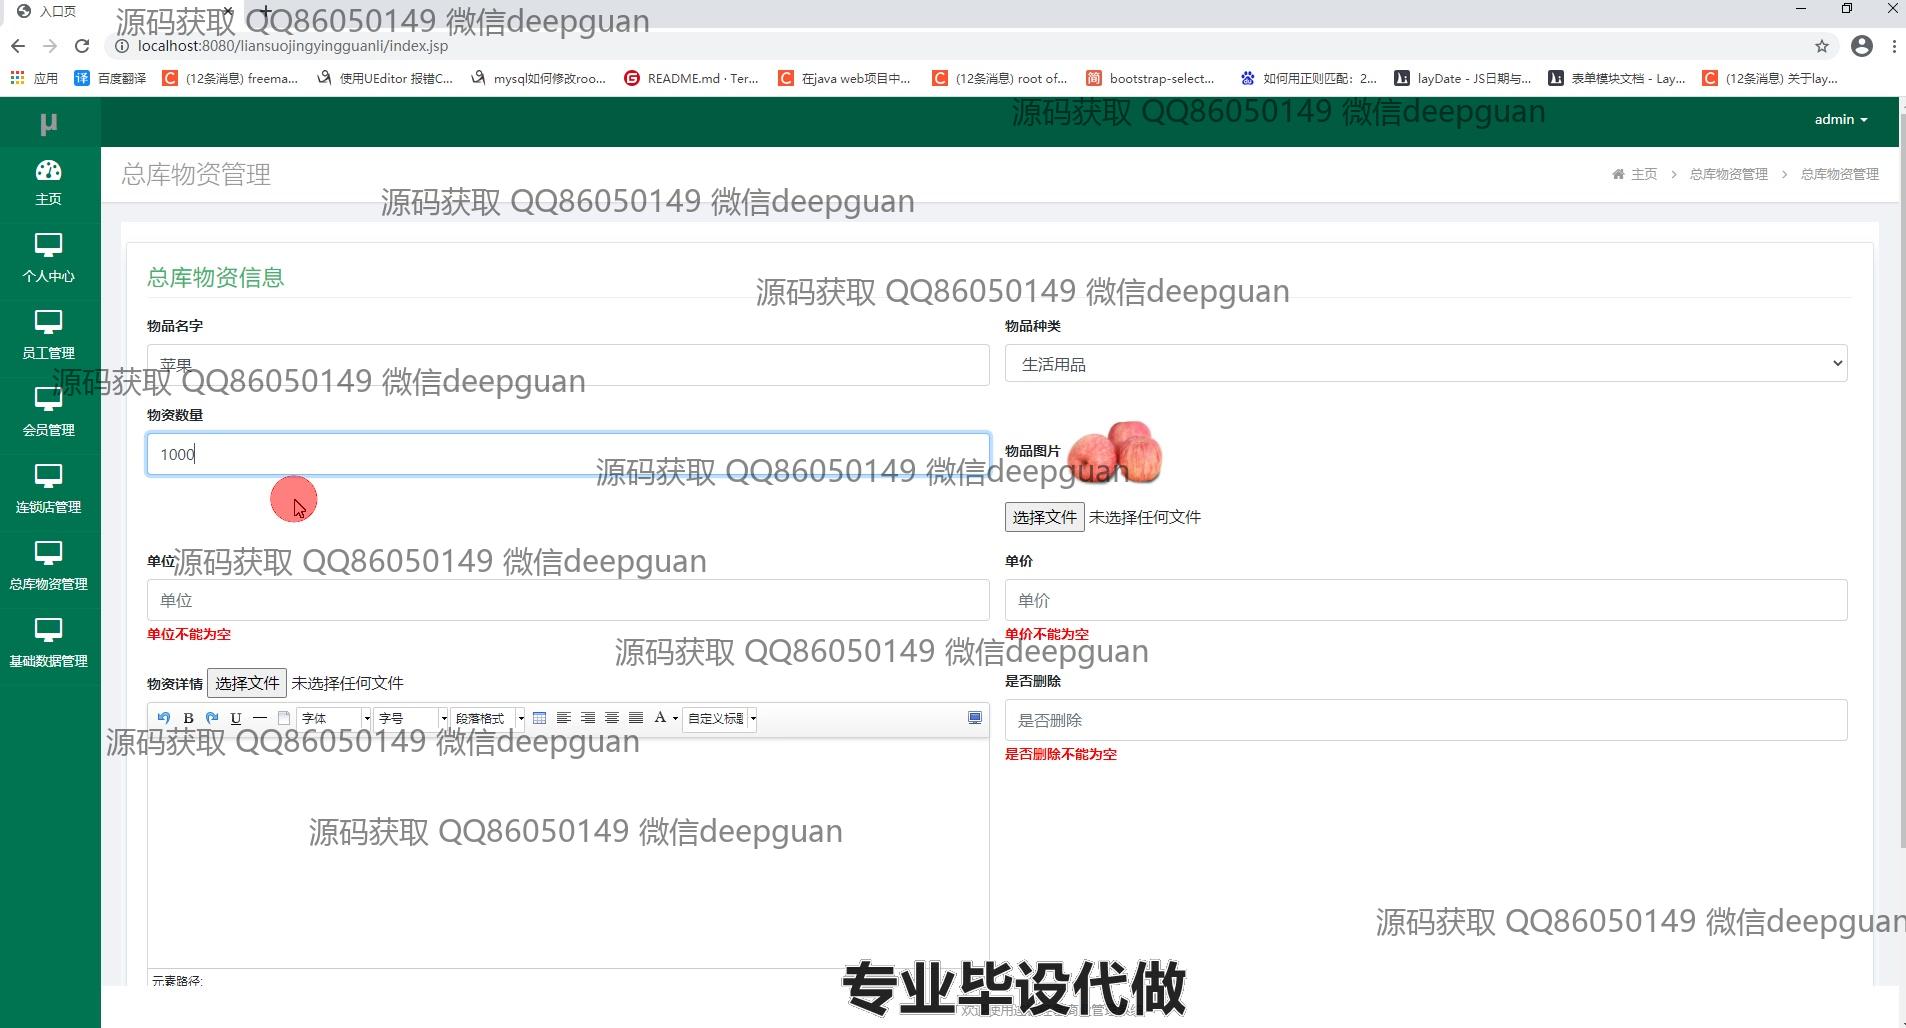 入口页
源码获取 QQ86050149 微信deepguan
localhost:8080/liansuojingyingguanli/index.jsp
应用 百度翻译 (12条消息) freema... 使用UEditor 报错C... mysql如何修改roo... README.md · Ter... 在java web项目中... (12条消息) root of... bootstrap-select... 如何用正则匹配：2... layDate - JS日期与... 表单模块文档 - Lay... (12条消息) 关于lay...
源码获取 QQ86050149 微信deepguan
μ
admin
主页
总库物资管理
主页 > 总库物资管理 > 总库物资管理
源码获取 QQ86050149 微信deepguan
个人中心
总库物资信息
源码获取 QQ86050149 微信deepguan
物品名字
物品种类
员工管理
苹果
生活用品
源码获取 QQ86050149 微信deepguan
物资数量
会员管理
1000
物品图片
源码获取 QQ86050149 微信deepguan
连锁店管理
选择文件 未选择任何文件
单位
源码获取 QQ86050149 微信deepguan
单价
总库物资管理
单位
单价
单位不能为空
单价不能为空
源码获取 QQ86050149 微信deepguan
基础数据管理
物资详情 选择文件 未选择任何文件
是否删除
B U 字体 字号 段落格式 A 自定义标题
是否删除
源码获取 QQ86050149 微信deepguan
是否删除不能为空
源码获取 QQ86050149 微信deepguan
源码获取 QQ86050149 微信deepguan
元素路径:
专业毕设代做